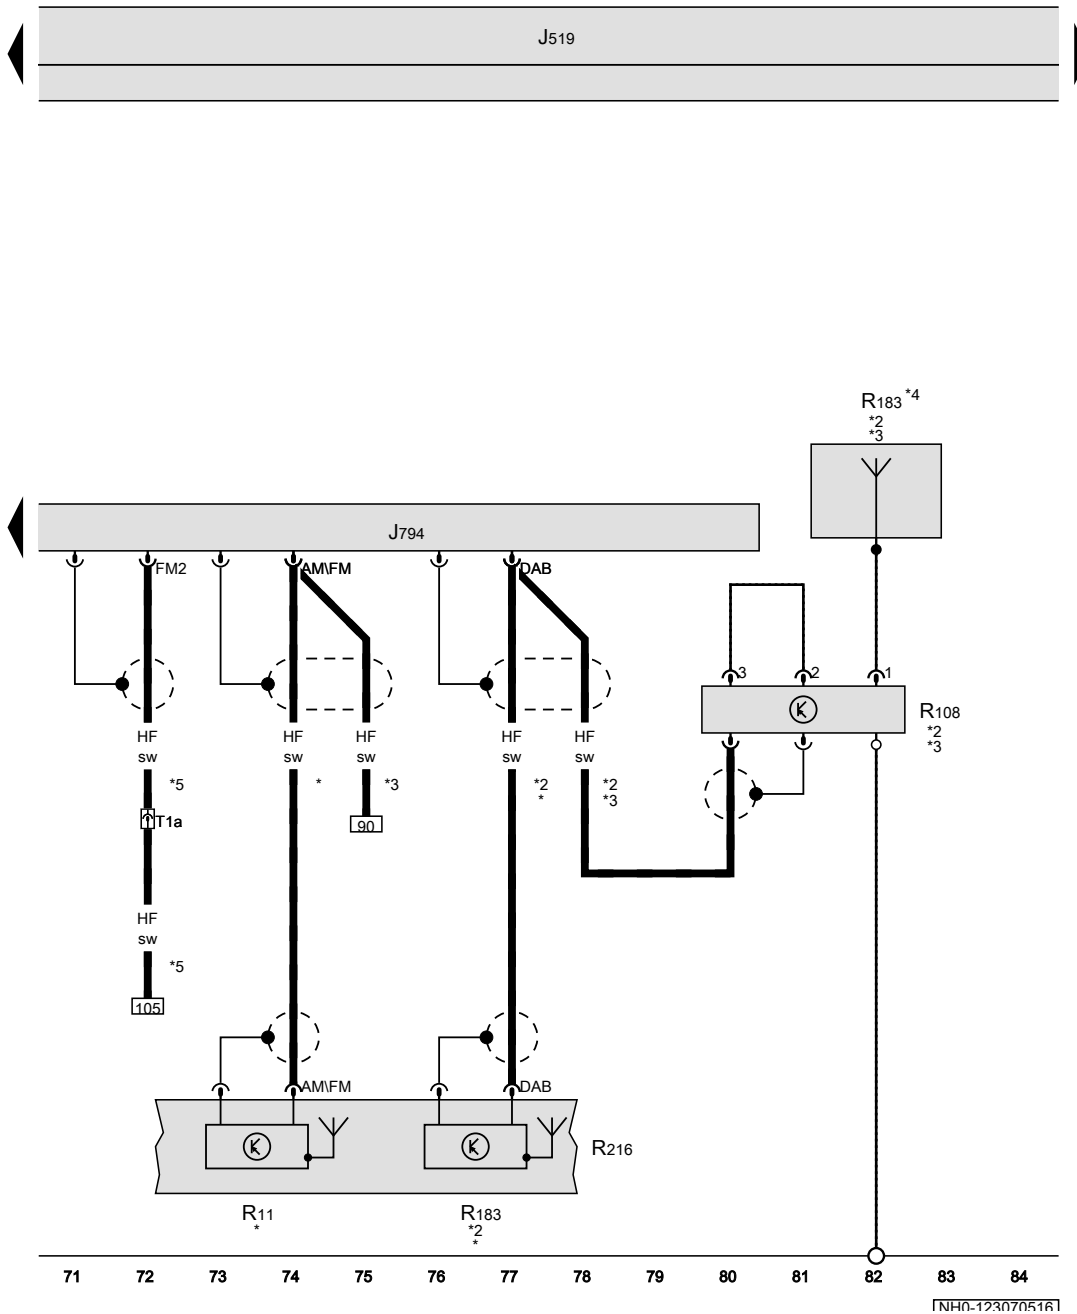 J519
R183 *4
*2
*3
J794
FM2 AM\FM DAB
3 2 1
R108
*2
*3
HF HF HF HF HF
sw sw sw sw sw
*5 * *3 *2 *2
* *3
T1a
90
HF
sw
*5
105
AM\FM DAB
R216
R11 R183
* *2
*
71 72 73 74 75 76 77 78 79 80 81 82 83 84
NH0-123070516